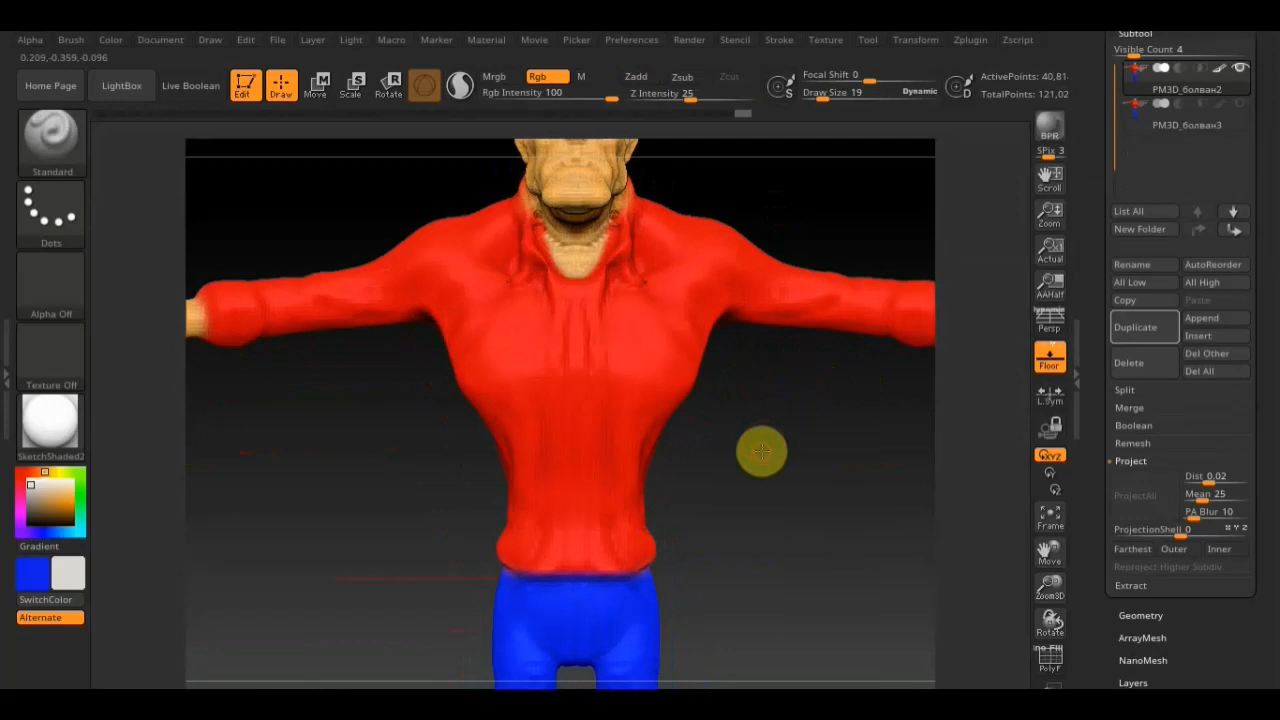 Alpha Brush Color Document Draw Edit File Layer Light Macro Marker Material Movie Picker Preferences Render Stencil Stroke Texture Tool Transform Zplugin Zscript
0.209,-0.359,-0.096
Home Page
LightBox
Live Boolean
Edit
Draw
Move
Scale
Rotate
Mrgb
Rgb
M
Rgb Intensity 100
Zadd
Zsub
Zcut
Z Intensity 25
S
Focal Shift 0
Draw Size 19
Dynamic
D
ActivePoints: 40,81
TotalPoints: 121,02
Standard
Dots
Alpha Off
Texture Off
SketchShaded2
Gradient
SwitchColor
Alternate
BPR
SPix 3
Scroll
Zoom
Actual
AAHalf
Dynamic
Persp
Floor
L.Sym
XYZ
Frame
Move
Zoom3D
Rotate
Line Fill
PolyF
Subtool
Visible Count 4
PM3D_болван2
PM3D_болван3
List All
New Folder
Rename
AutoReorder
All Low
All High
Copy
Paste
Duplicate
Append
Insert
Delete
Del Other
Del All
Split
Merge
Boolean
Remesh
Project
ProjectAll
Dist 0.02
Mean 25
PA Blur 10
ProjectionShell 0
X Y Z
Farthest
Outer
Inner
Reproject Higher Subdiv
Extract
Geometry
ArrayMesh
NanoMesh
Layers